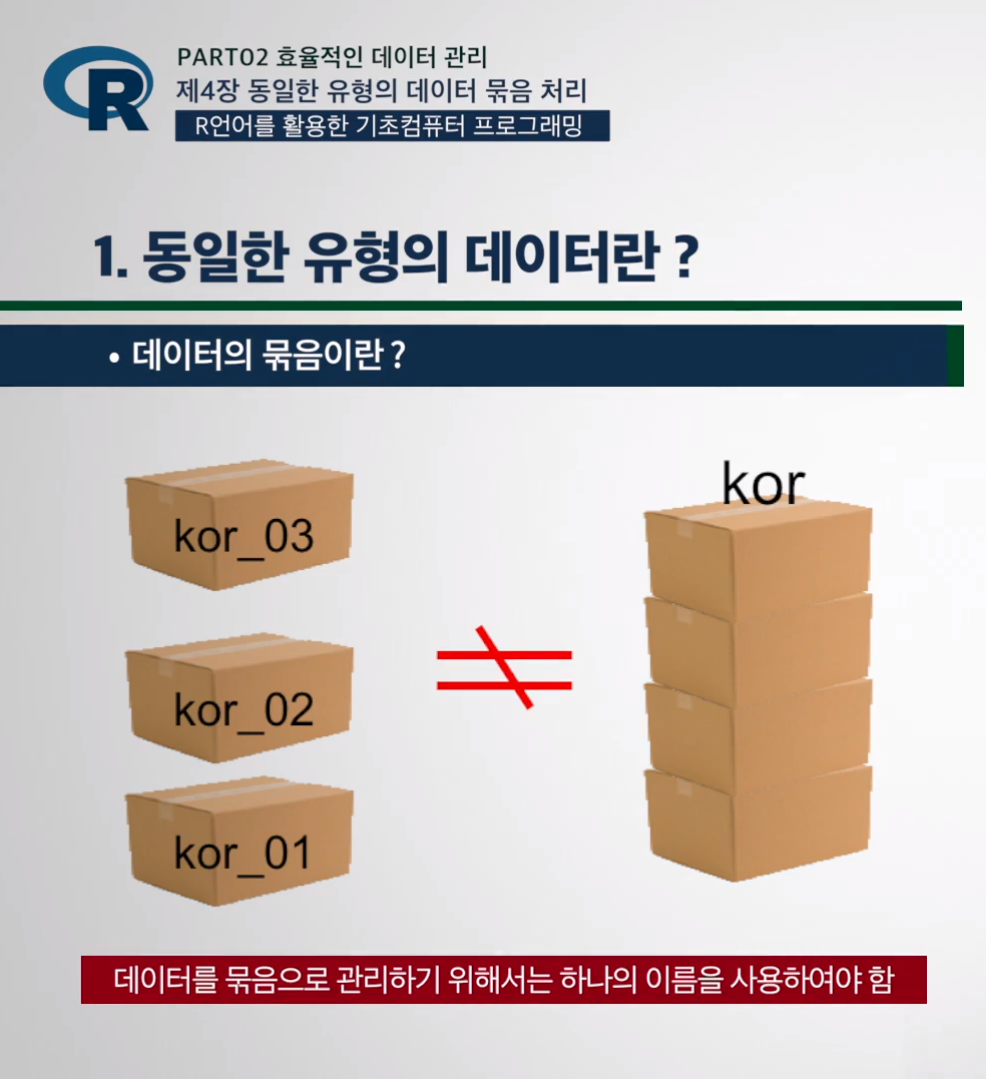 R
PART02 효율적인 데이터 관리
제4장 동일한 유형의 데이터 묶음 처리
R언어를 활용한 기초컴퓨터 프로그래밍
1. 동일한 유형의 데이터란 ?
• 데이터의 묶음이란 ?
kor_03
kor
kor_02
≠
kor_01
데이터를 묶음으로 관리하기 위해서는 하나의 이름을 사용하여야 함